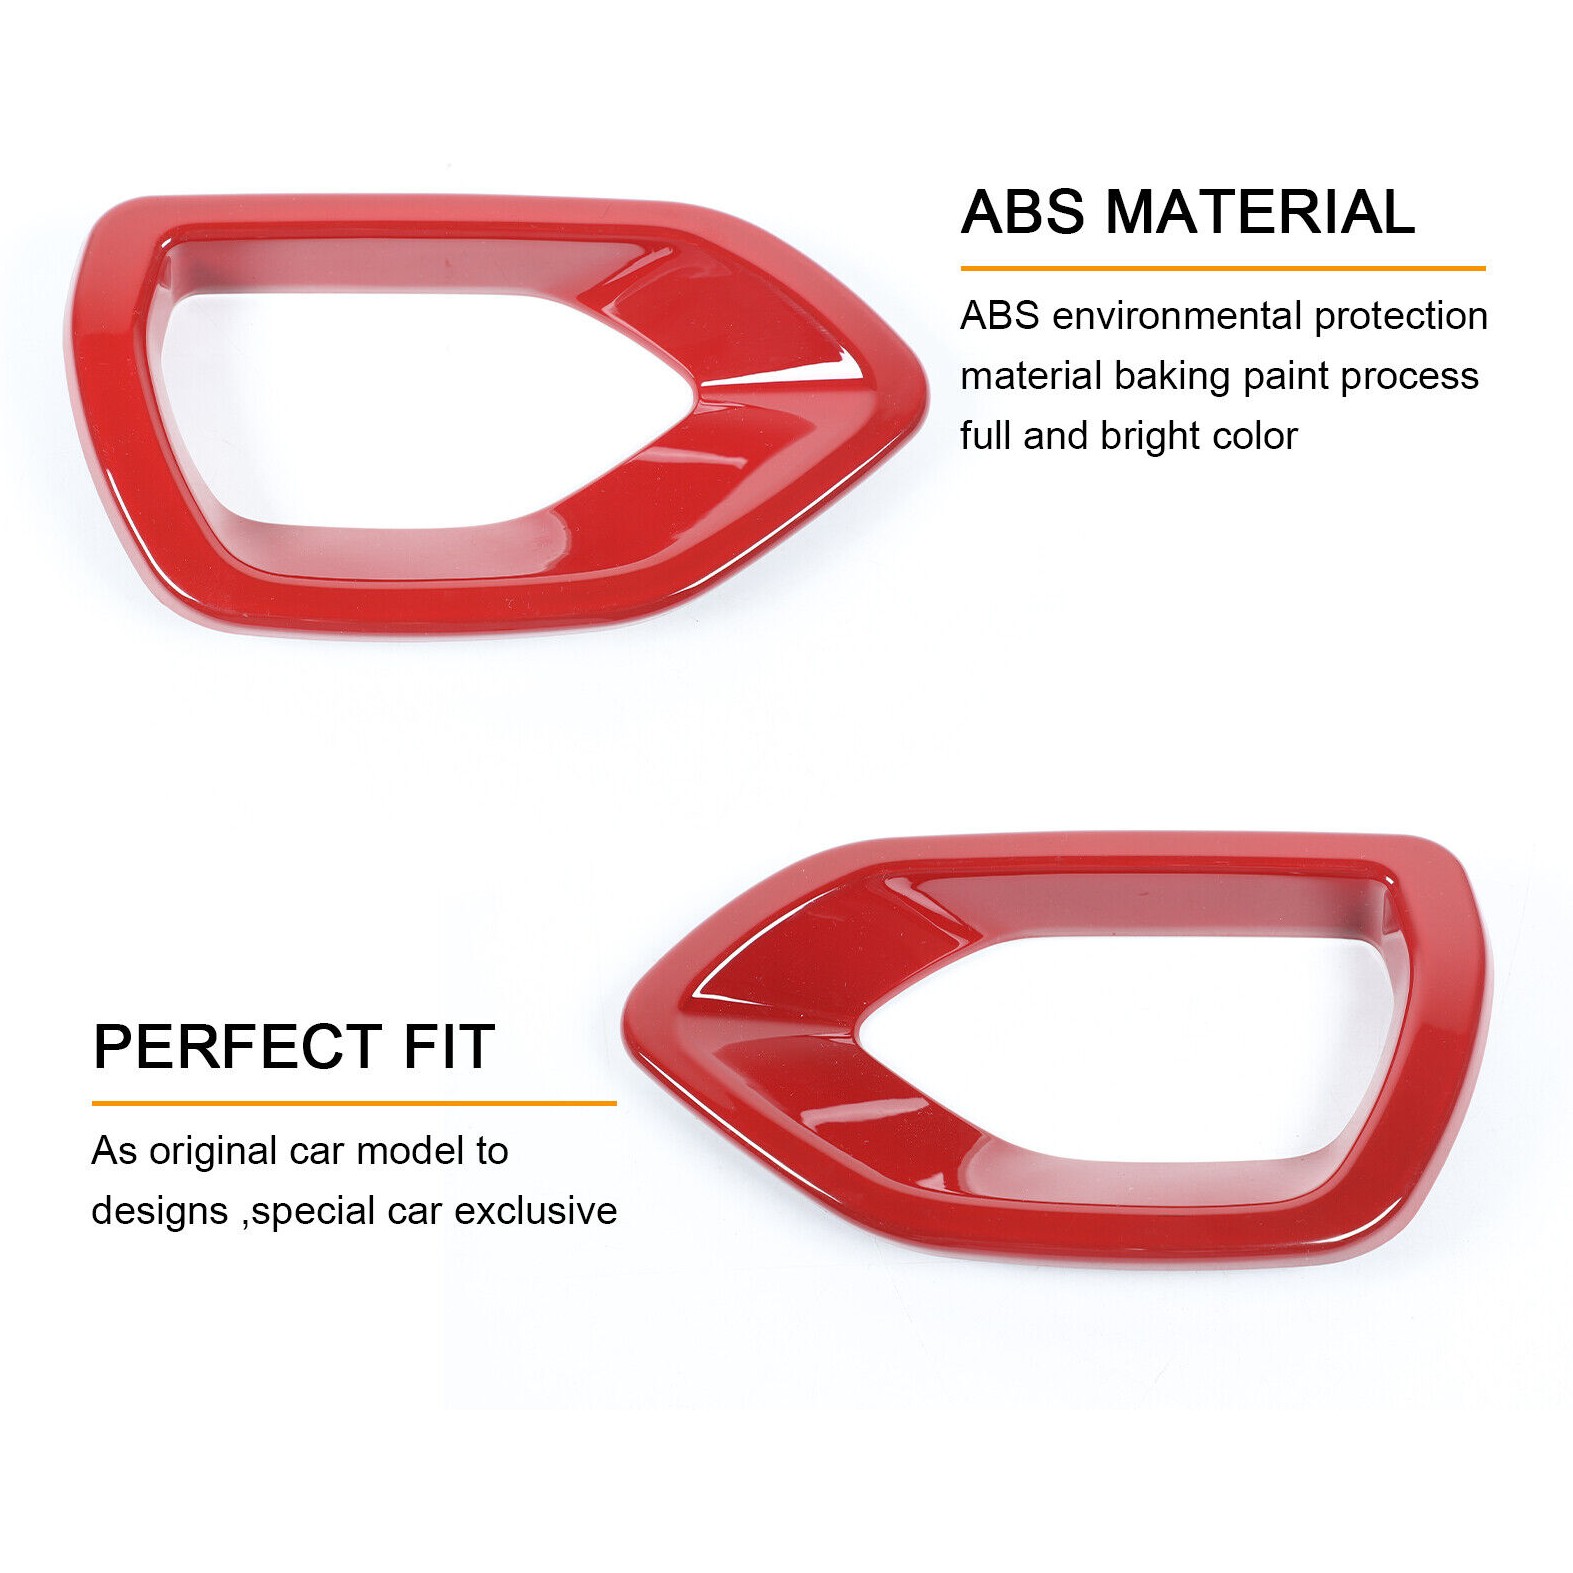 ABS MATERIAL
ABS environmental protection
material baking paint process
full and bright color
PERFECT FIT
As original car model to
designs ,special car exclusive